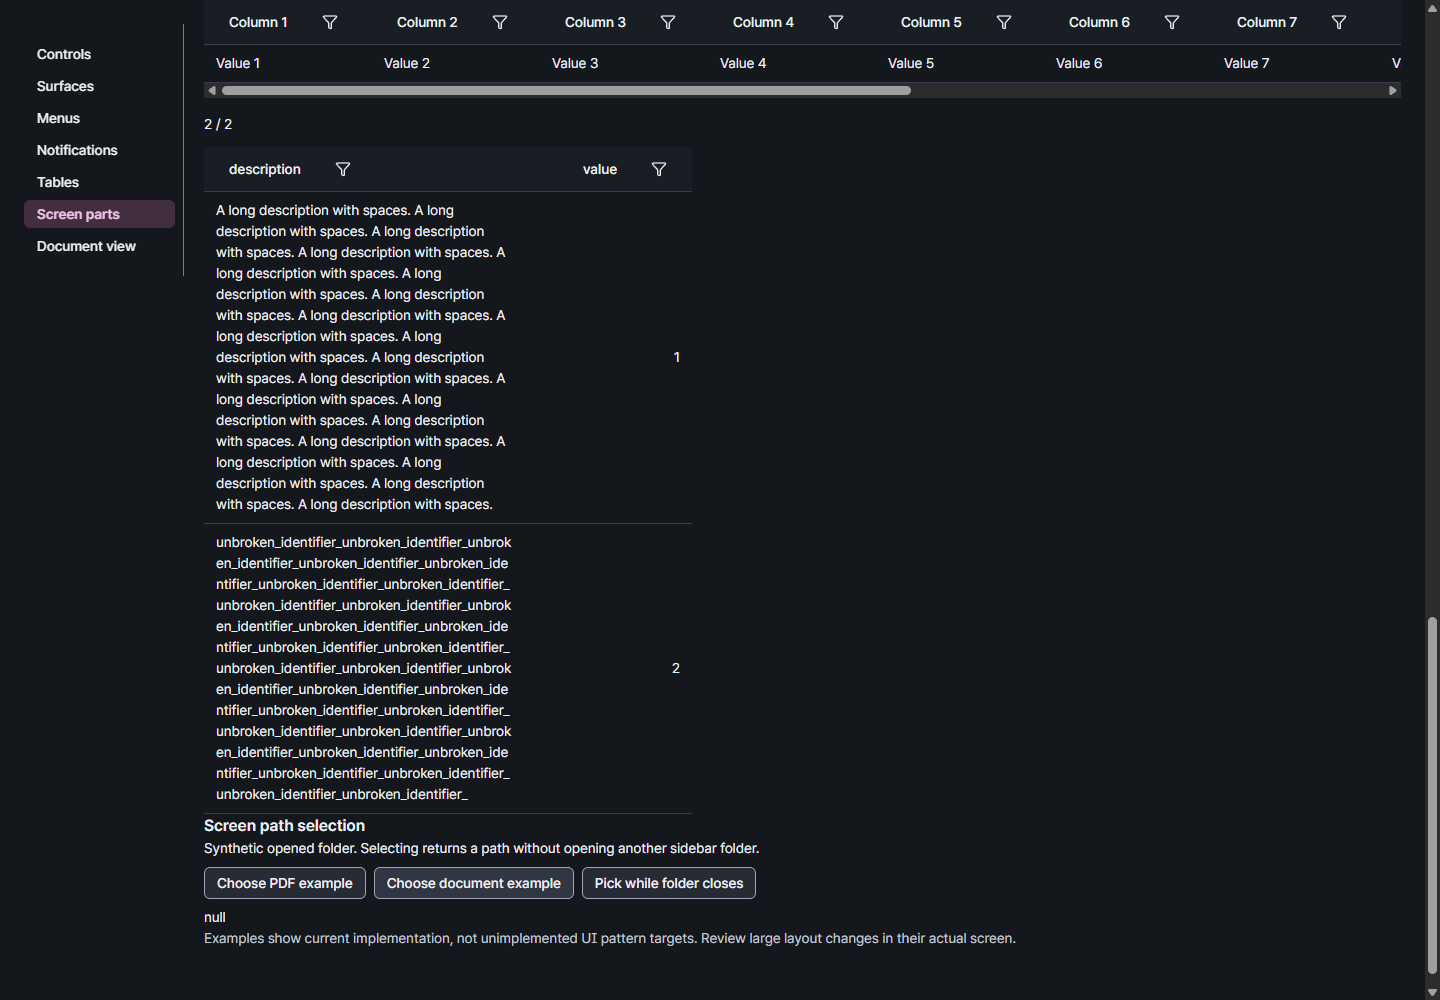 Column 1 Column 2 Column 3 Column 4 Column 5 Column 6 Column 7
Value 1 Value 2 Value 3 Value 4 Value 5 Value 6 Value 7 V
Controls
Surfaces
Menus
Notifications
Tables
Screen parts
Document view
2 / 2
description value
A long description with spaces. A long
description with spaces. A long description
with spaces. A long description with spaces. A
long description with spaces. A long
description with spaces. A long description
with spaces. A long description with spaces. A
long description with spaces. A long
description with spaces. A long description
with spaces. A long description with spaces. A
long description with spaces. A long
description with spaces. A long description
with spaces. A long description with spaces. A
long description with spaces. A long
description with spaces. A long description
with spaces. A long description with spaces.
1
unbroken_identifier_unbroken_identifier_unbrok
en_identifier_unbroken_identifier_unbroken_ide
ntifier_unbroken_identifier_unbroken_identifier_
unbroken_identifier_unbroken_identifier_unbrok
en_identifier_unbroken_identifier_unbroken_ide
ntifier_unbroken_identifier_unbroken_identifier_
unbroken_identifier_unbroken_identifier_unbrok
en_identifier_unbroken_identifier_unbroken_ide
ntifier_unbroken_identifier_unbroken_identifier_
unbroken_identifier_unbroken_identifier_unbrok
en_identifier_unbroken_identifier_unbroken_ide
ntifier_unbroken_identifier_unbroken_identifier_
unbroken_identifier_unbroken_identifier_
2
Screen path selection
Synthetic opened folder. Selecting returns a path without opening another sidebar folder.
Choose PDF example Choose document example Pick while folder closes
null
Examples show current implementation, not unimplemented UI pattern targets. Review large layout changes in their actual screen.